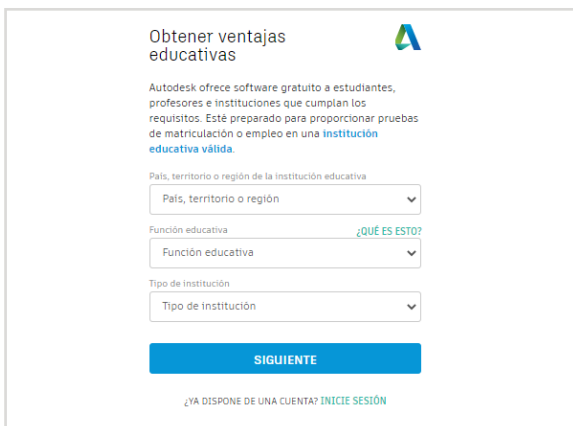 Obtener ventajas
educativas
Autodesk ofrece software gratuito a estudiantes,
profesores e instituciones que cumplan los
requisitos. Esté preparado para proporcionar pruebas
de matriculación o empleo en una institución
educativa válida.
País, territorio o región de la institución educativa
País, territorio o región
Función educativa ¿QUÉ ES ESTO?
Función educativa
Tipo de institución
Tipo de institución
SIGUIENTE
¿YA DISPONE DE UNA CUENTA? INICIE SESIÓN